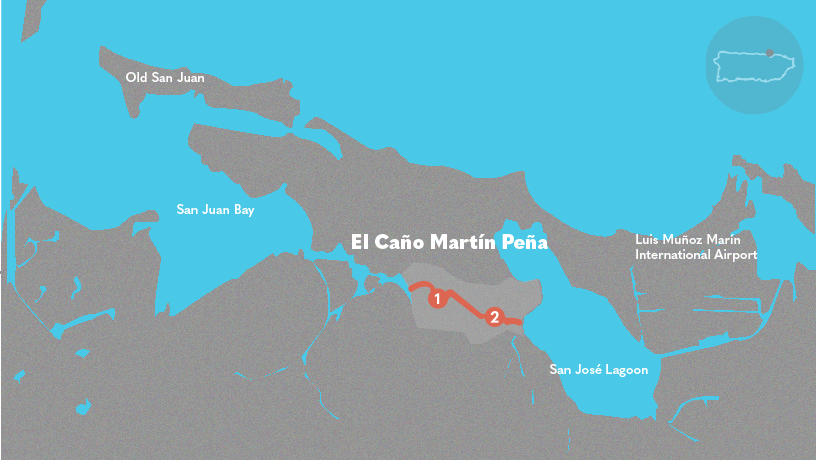 Old San Juan
San Juan Bay
El Caño Martín Peña
Luis Muñoz Marín
International Airport
1
2
San José Lagoon